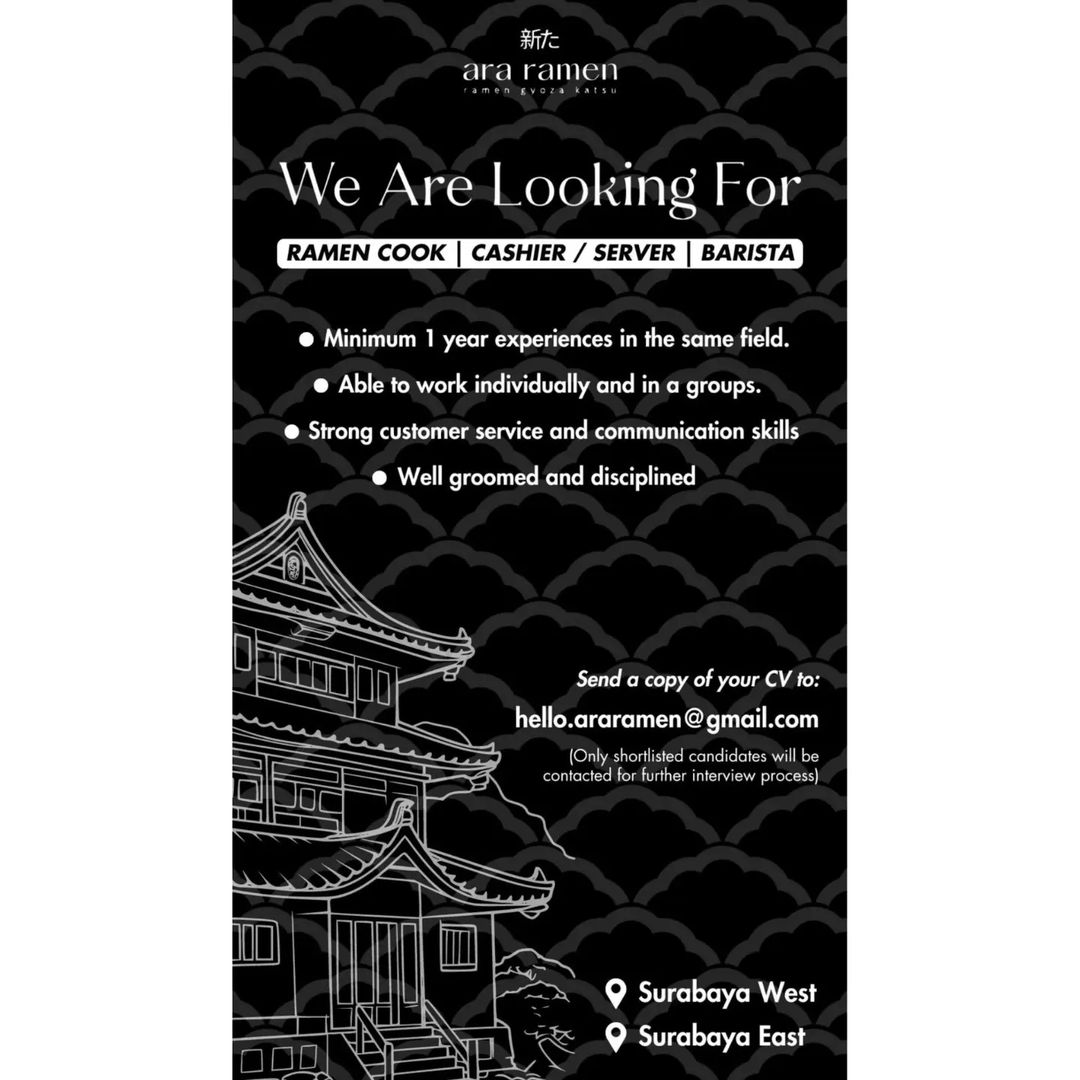 新た
ara ramen
ramen gyoza katsu
We Are Looking For
RAMEN COOK | CASHIER / SERVER | BARISTA
● Minimum 1 year experiences in the same field.
● Able to work individually and in a groups.
● Strong customer service and communication skills
● Well groomed and disciplined
Send a copy of your CV to:
hello.araramen@gmail.com
(Only shortlisted candidates will be
contacted for further interview process)
Surabaya West
Surabaya East